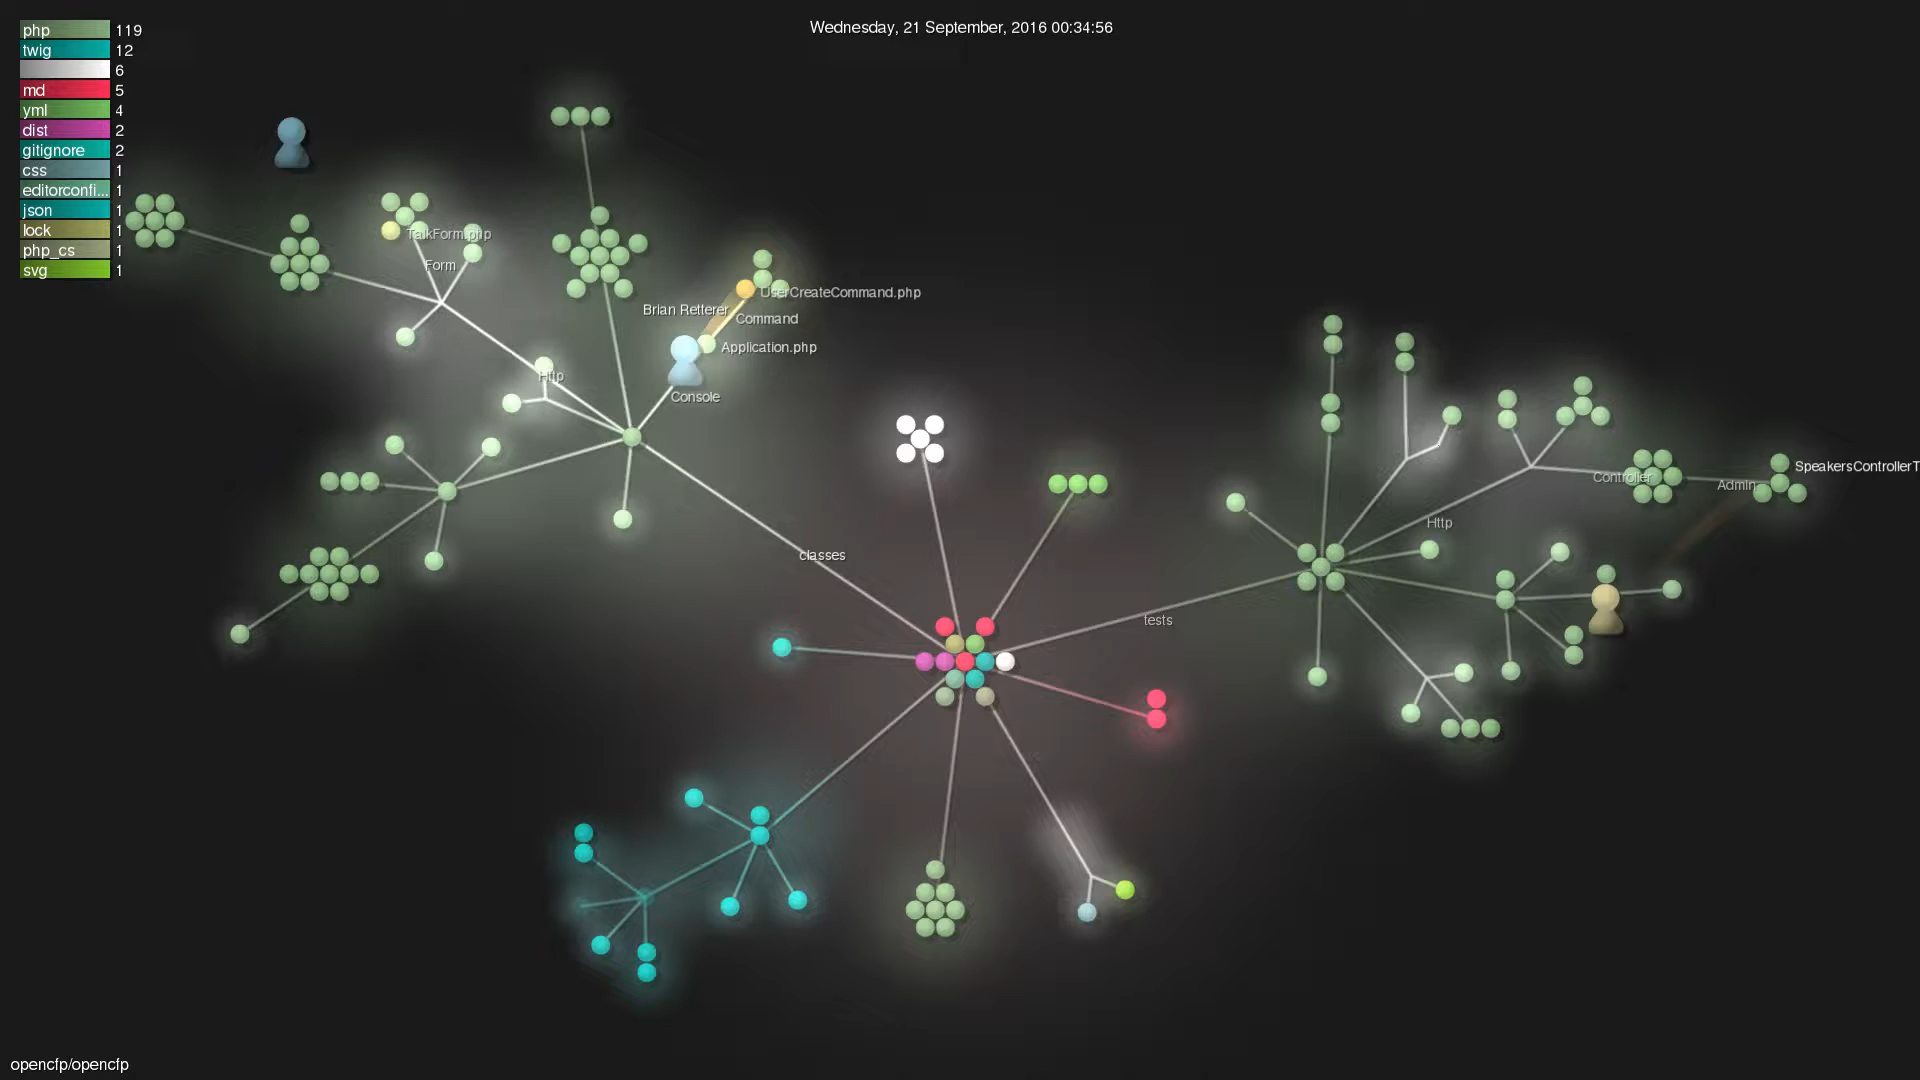 Wednesday, 21 September, 2016 00:34:56
php 119
twig 12
6
md 5
yml 4
dist 2
gitignore 2
css 1
editorconfi... 1
json 1
lock 1
php_cs 1
svg 1
TalkForm.php
Form
UserCreateCommand.php
Brian Retterer
Command
Application.php
Http
Console
SpeakersControllerT
Controller
Admin
Http
classes
tests
opencfp/opencfp